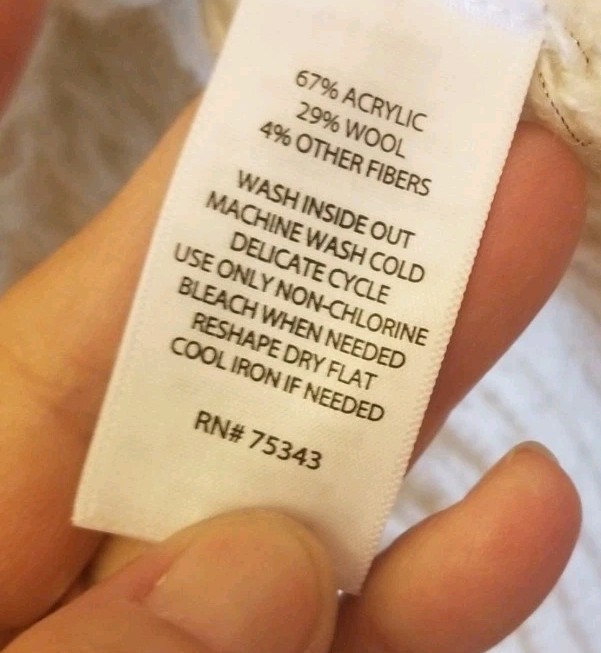 67% ACRYLIC
29% WOOL
4% OTHER FIBERS
WASH INSIDE OUT
MACHINE WASH COLD
DELICATE CYCLE
USE ONLY NON-CHLORINE
BLEACH WHEN NEEDED
RESHAPE DRY FLAT
COOL IRON IF NEEDED
RN# 75343